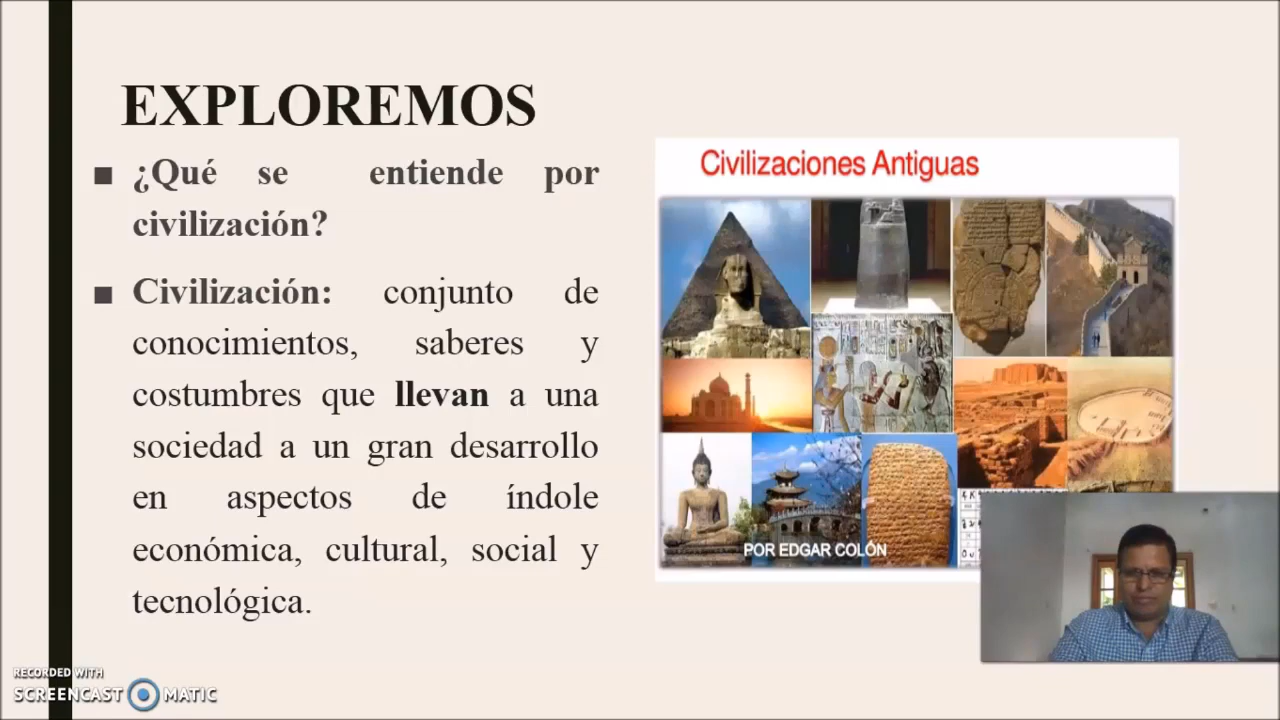 EXPLOREMOS
¿Qué se entiende por
civilización?
Civilización: conjunto de
conocimientos, saberes y
costumbres que llevan a una
sociedad a un gran desarrollo
en aspectos de índole
económica, cultural, social y
tecnológica.
Civilizaciones Antiguas
POR EDGAR COLÓN
RECORDED WITH
SCREENCAST MATIC